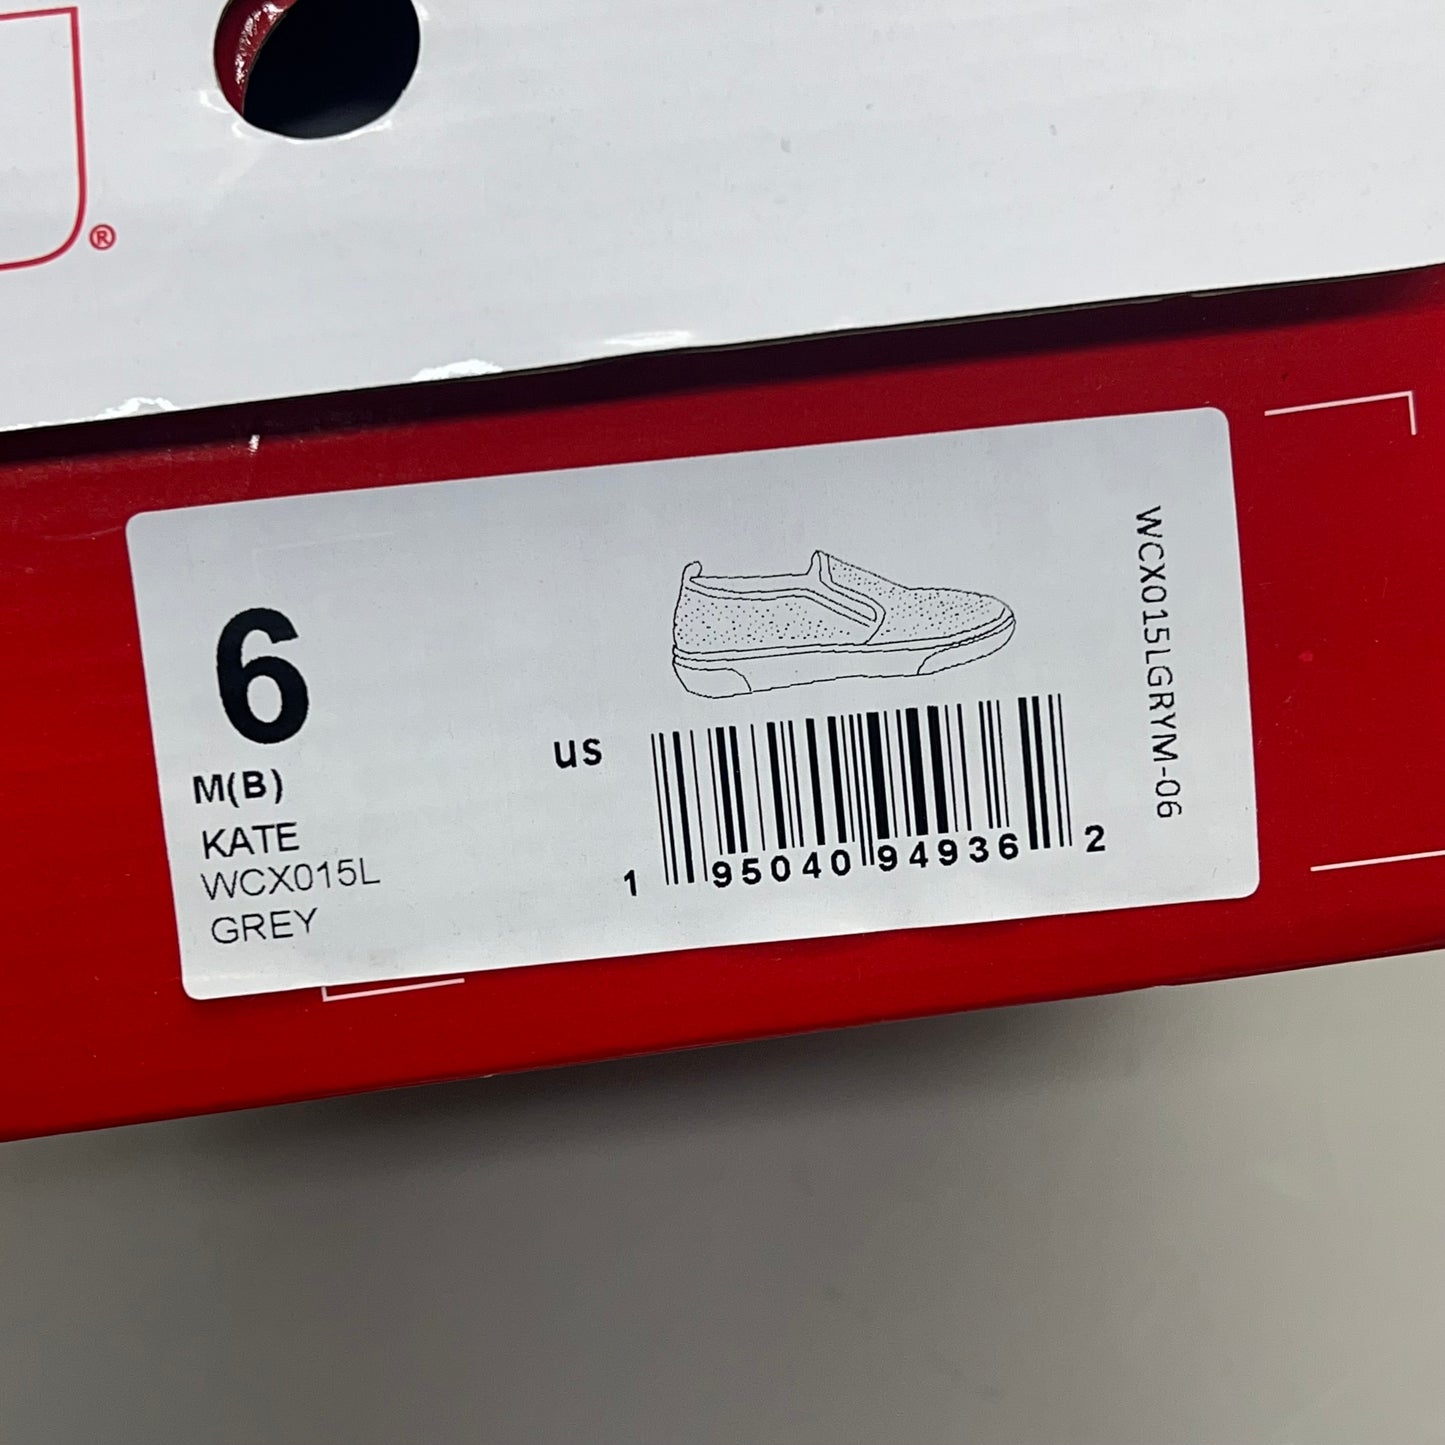 ®
6
M(B)
KATE
WCX015L
GREY
US
1 95040 94936 2
WCX015LGRYM-06